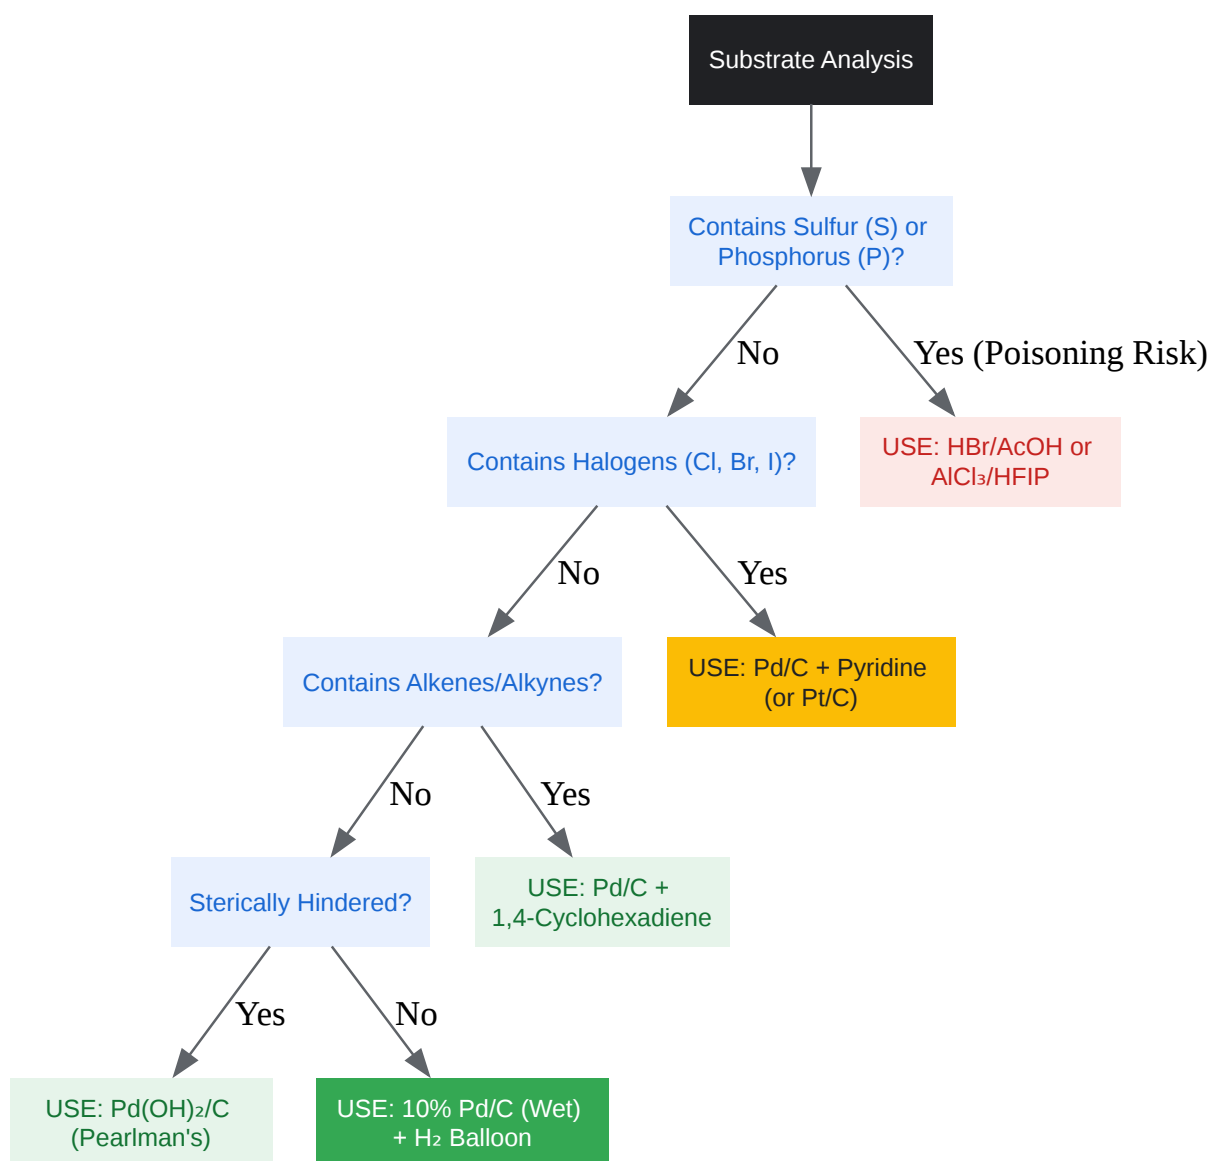 Substrate Analysis
Contains Sulfur (S) or
Phosphorus (P)?
No
Yes (Poisoning Risk)
Contains Halogens (Cl, Br, I)?
USE: HBr/AcOH or
AlCl₃/HFIP
No
Yes
Contains Alkenes/Alkynes?
USE: Pd/C + Pyridine
(or Pt/C)
No
Yes
Sterically Hindered?
USE: Pd/C +
1,4-Cyclohexadiene
Yes
No
USE: Pd(OH)₂/C
(Pearlman's)
USE: 10% Pd/C (Wet)
+ H₂ Balloon